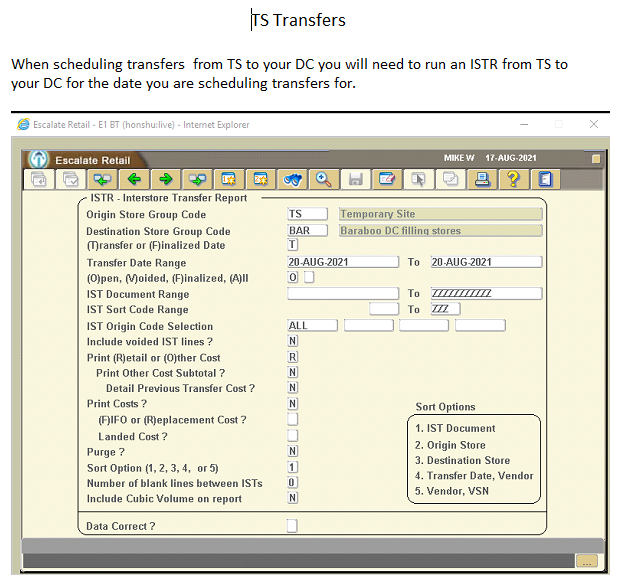 TS Transfers
When scheduling transfers from TS to your DC you will need to run an ISTR from TS to
your DC for the date you are scheduling transfers for.
Escalate Retail - E1 BT (honshu:live) - Internet Explorer
Escalate Retail MIKE W 17-AUG-2021
ISTR - Interstore Transfer Report
Origin Store Group Code TS Temporary Site
Destination Store Group Code BAR Baraboo DC filling stores
(T)ransfer or (F)inalized Date T
Transfer Date Range 20-AUG-2021 To 20-AUG-2021
(O)pen, (V)oided, (F)inalized, (A)ll O
IST Document Range To ZZZZZZZZZZZ
IST Sort Code Range To ZZZ
IST Origin Code Selection ALL
Include voided IST lines ? N
Print (R)etail or (O)ther Cost R
Print Other Cost Subtotal ? N
Detail Previous Transfer Cost ? N
Print Costs ? N
(F)IFO or (R)eplacement Cost ?
Landed Cost ?
Purge ? N
Sort Option (1, 2, 3, 4, or 5) 1
Number of blank lines between ISTs 0
Include Cubic Volume on report N
Sort Options
1. IST Document
2. Origin Store
3. Destination Store
4. Transfer Date, Vendor
5. Vendor, VSN
Data Correct ?
...